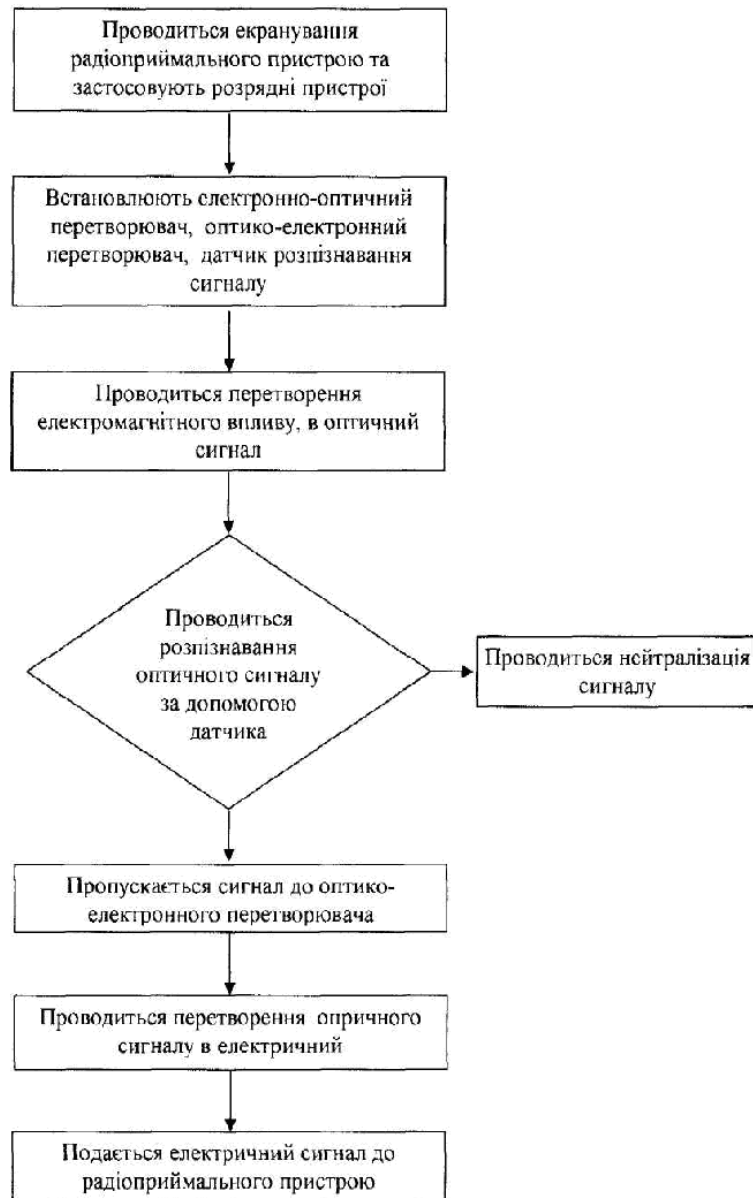 Проводиться екранування
радіоприймального пристрою та
застосовують розрядні пристрої
Встановлюють електронно-оптичний
перетворювач, оптико-електронний
перетворювач, датчик розпізнавання
сигналу
Проводиться перетворення
електромагнітного впливу, в оптичний
сигнал
Проводиться
розпізнавання
оптичного сигналу
за допомогою
датчика
Проводиться нейтралізація
сигналу
Пропускається сигнал до оптико-
електронного перетворювача
Проводиться перетворення опричного
сигналу в електричний
Подається електричний сигнал до
радіоприймального пристрою